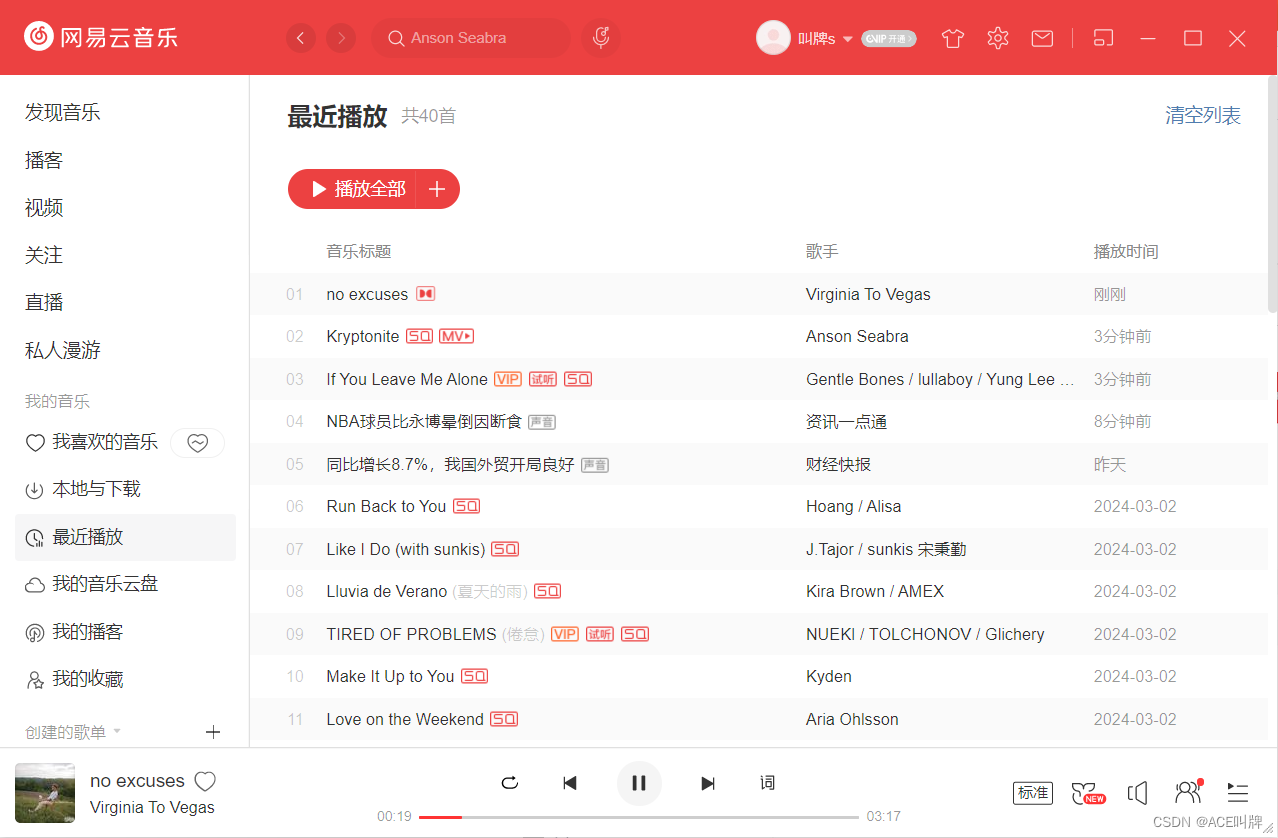 网易云音乐
Anson Seabra
叫牌s
VIP 开通
发现音乐
播客
视频
关注
直播
私人漫游
我的音乐
我喜欢的音乐
本地与下载
最近播放
我的音乐云盘
我的播客
我的收藏
创建的歌单
最近播放 共40首 清空列表
播放全部
音乐标题 歌手 播放时间
01 no excuses Virginia To Vegas 刚刚
02 Kryptonite SQ MV Anson Seabra 3分钟前
03 If You Leave Me Alone VIP 试听 SQ Gentle Bones / lullaboy / Yung Lee ... 3分钟前
04 NBA球员比永博晕倒因断食 声音 资讯一点通 8分钟前
05 同比增长8.7%，我国外贸开局良好 声音 财经快报 昨天
06 Run Back to You SQ Hoang / Alisa 2024-03-02
07 Like I Do (with sunkis) SQ J.Tajor / sunkis 宋秉勤 2024-03-02
08 Lluvia de Verano (夏天的雨) SQ Kira Brown / AMEX 2024-03-02
09 TIRED OF PROBLEMS (倦怠) VIP 试听 SQ NUEKI / TOLCHONOV / Glichery 2024-03-02
10 Make It Up to You SQ Kyden 2024-03-02
11 Love on the Weekend SQ Aria Ohlsson 2024-03-02
no excuses
Virginia To Vegas
词
00:19 03:17
标准
NEW
CSDN @ACE叫牌